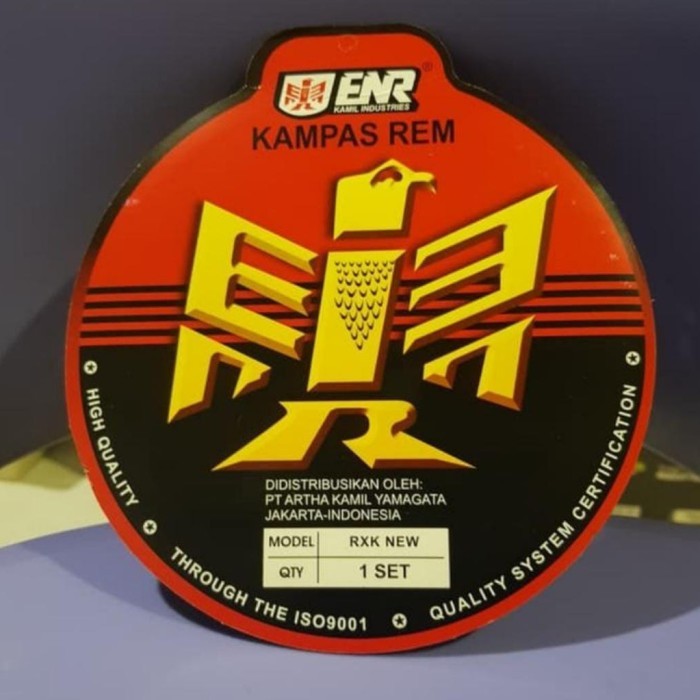 ENR ®
KAMIL INDUSTRIES
KAMPAS REM
DIDISTRIBUSIKAN OLEH:
PT ARTHA KAMIL YAMAGATA
JAKARTA-INDONESIA
MODEL RXK NEW
QTY 1 SET
HIGH QUALITY
THROUGH THE ISO9001
QUALITY SYSTEM CERTIFICATION